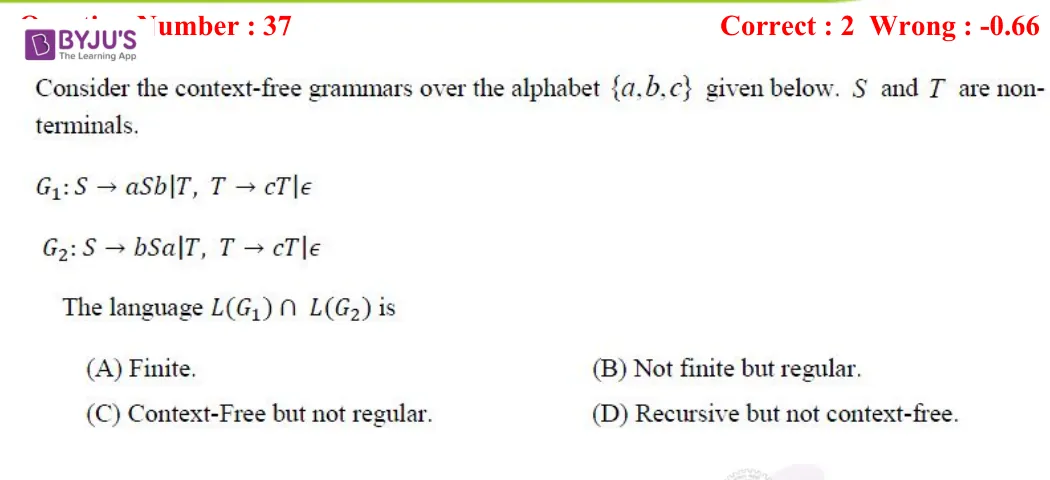 Number : 37 Correct : 2 Wrong : -0.66
BYJU'S
The Learning App
Consider the context-free grammars over the alphabet {a,b,c} given below. S and T are non-
terminals.
G₁: S → aSb|T, T → cT|ϵ
G₂: S → bSa|T, T → cT|ϵ
The language L(G₁) ∩ L(G₂) is
(A) Finite. (B) Not finite but regular.
(C) Context-Free but not regular. (D) Recursive but not context-free.